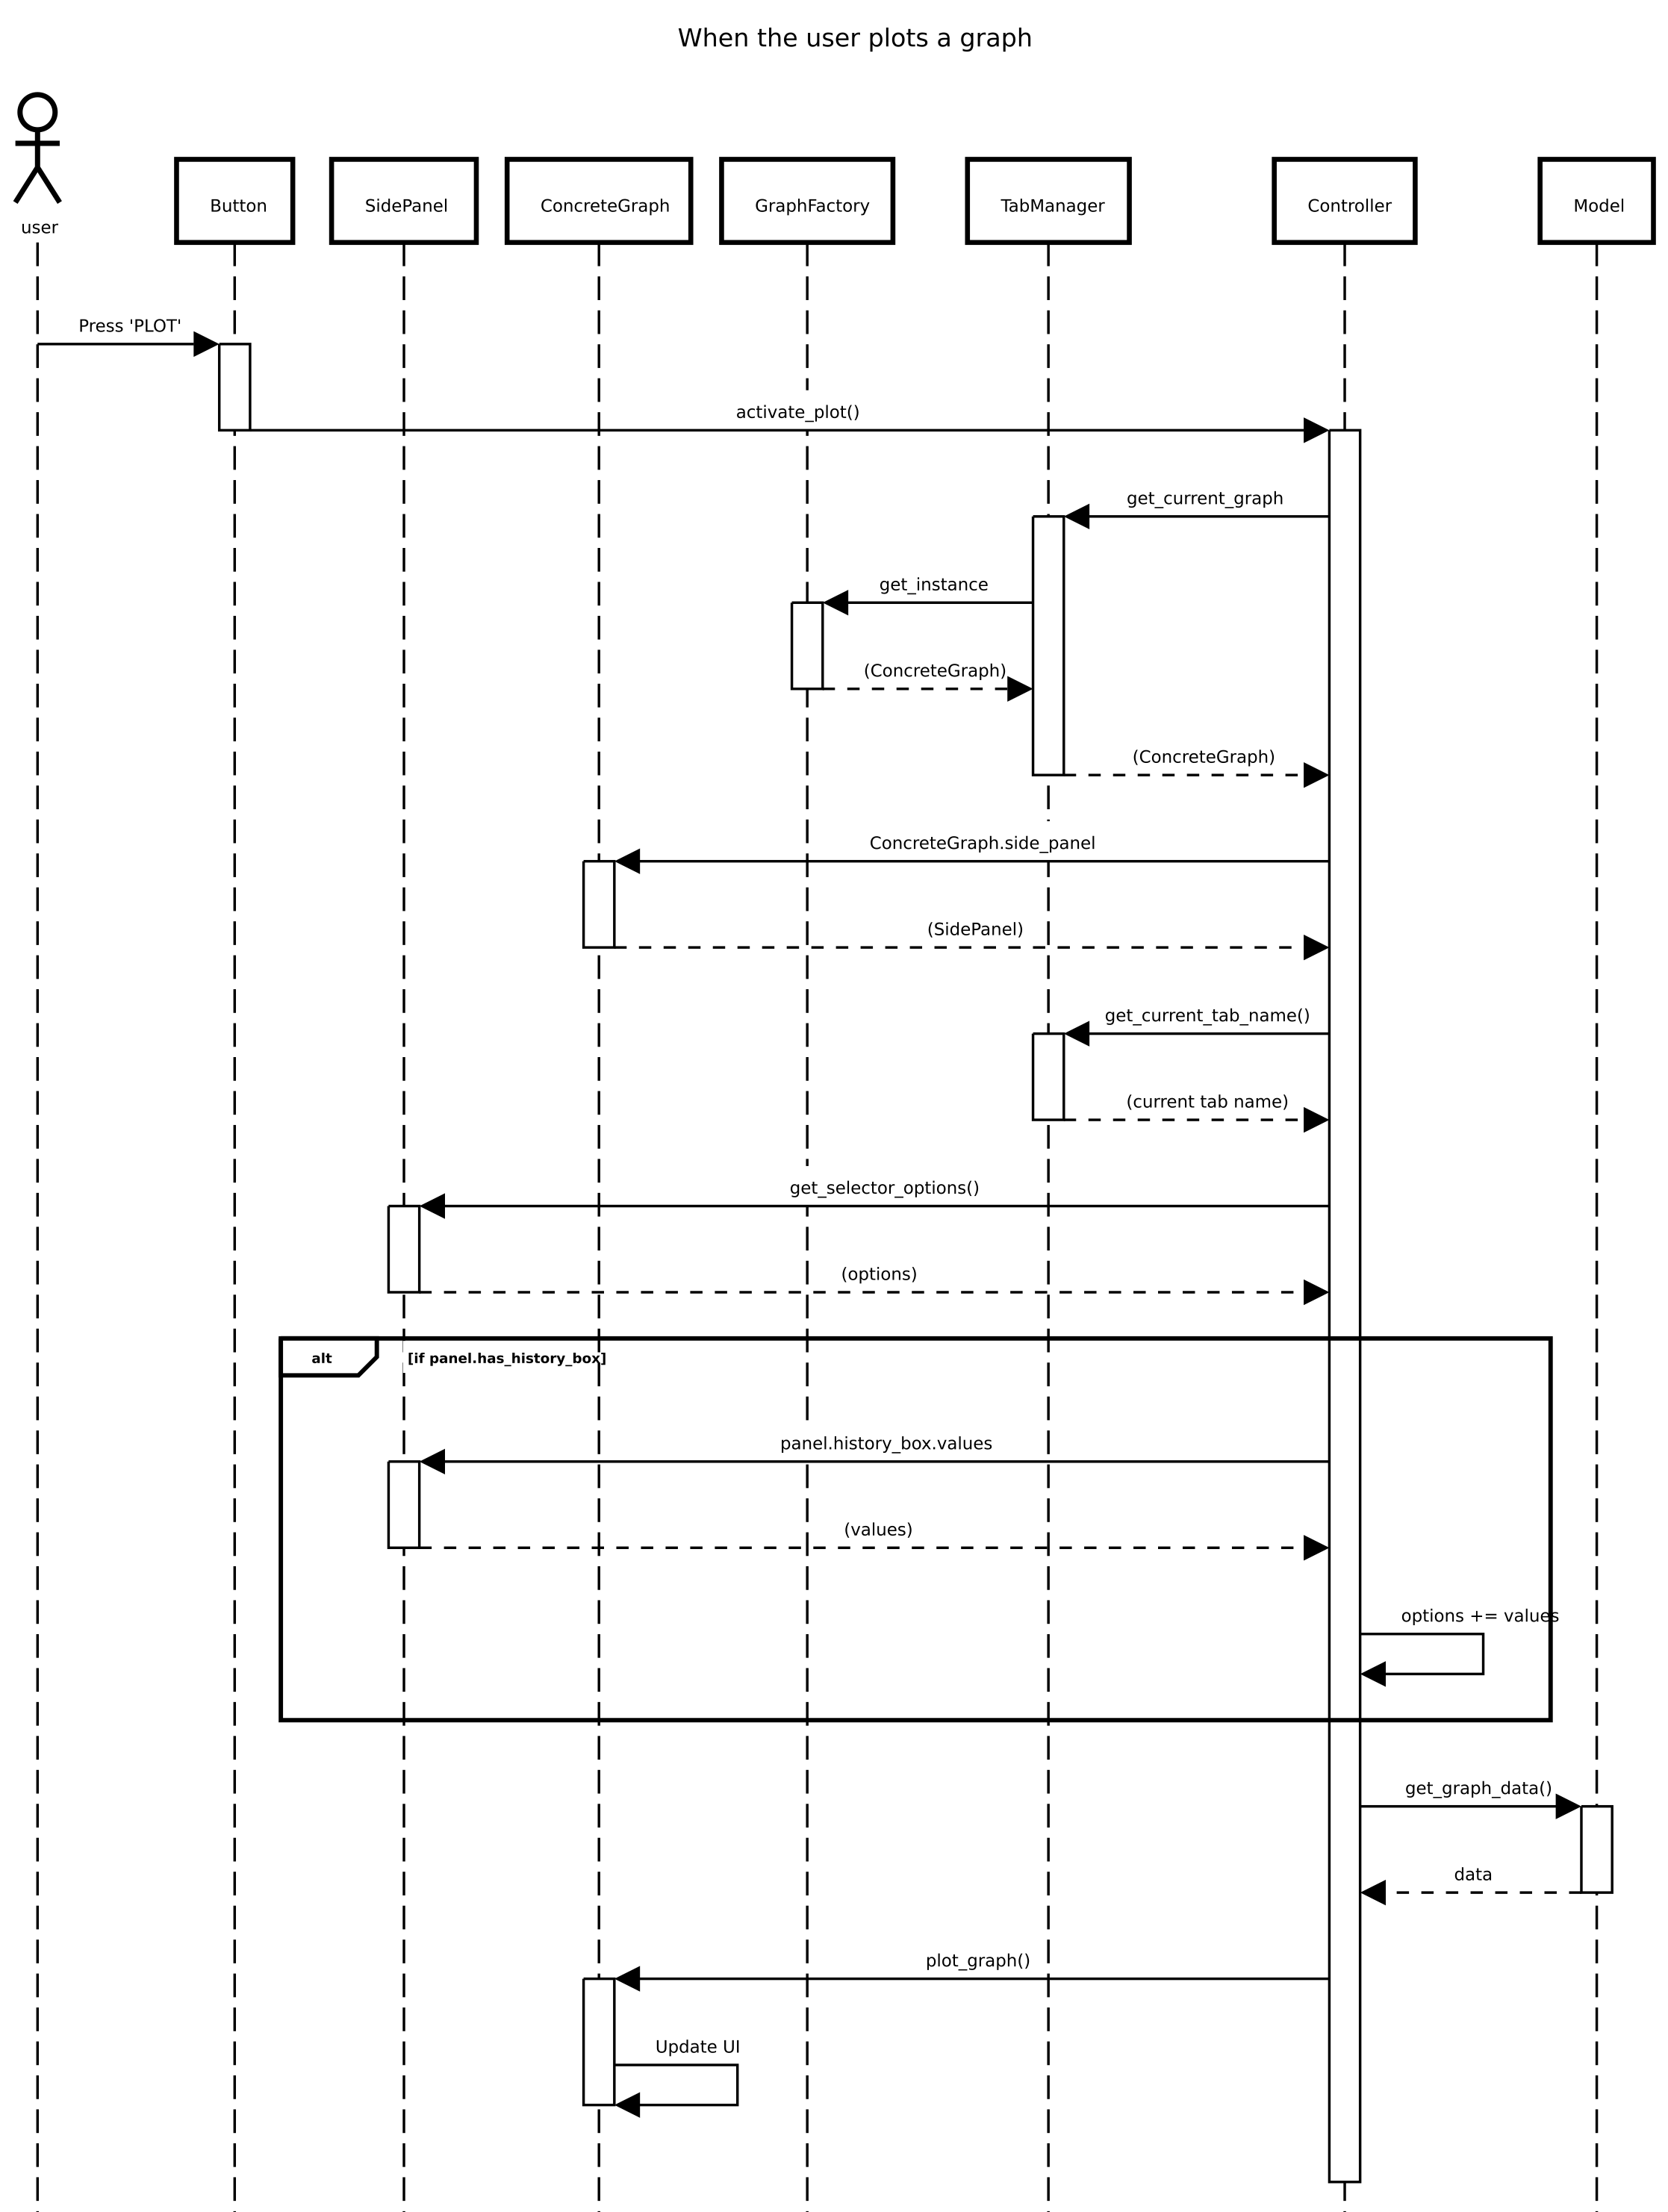 When the user plots a graph
user
Button
SidePanel
ConcreteGraph
GraphFactory
TabManager
Controller
Model
Press 'PLOT'
activate_plot()
get_current_graph
get_instance
(ConcreteGraph)
(ConcreteGraph)
ConcreteGraph.side_panel
(SidePanel)
get_current_tab_name()
(current tab name)
get_selector_options()
(options)
alt
[if panel.has_history_box]
panel.history_box.values
(values)
options += values
get_graph_data()
data
plot_graph()
Update UI